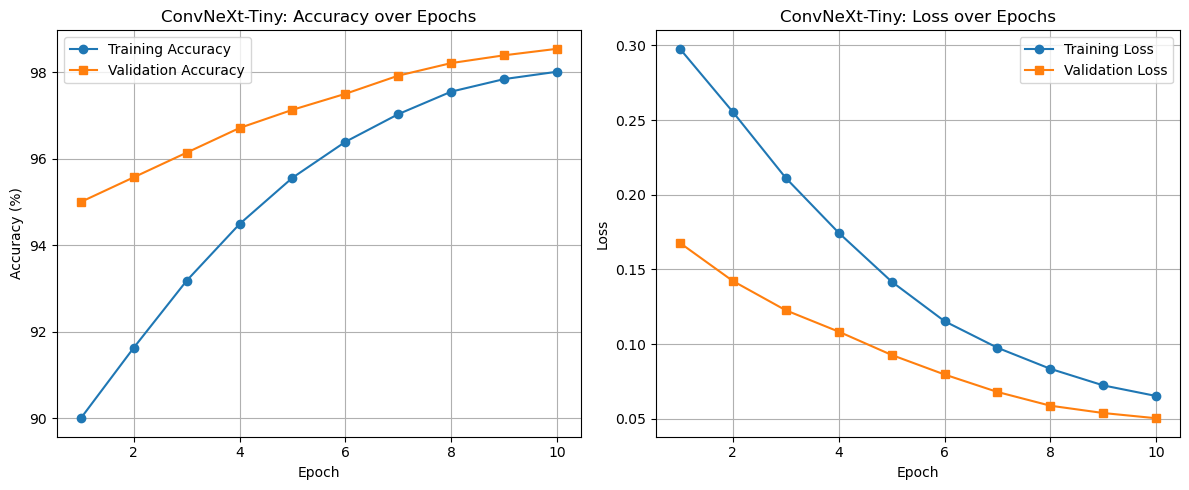 ConvNeXt-Tiny: Accuracy over Epochs
Training Accuracy
Validation Accuracy
98
96
94
92
90
Accuracy (%)
2 4 6 8 10
Epoch
ConvNeXt-Tiny: Loss over Epochs
Training Loss
Validation Loss
0.30
0.25
0.20
0.15
0.10
0.05
Loss
2 4 6 8 10
Epoch